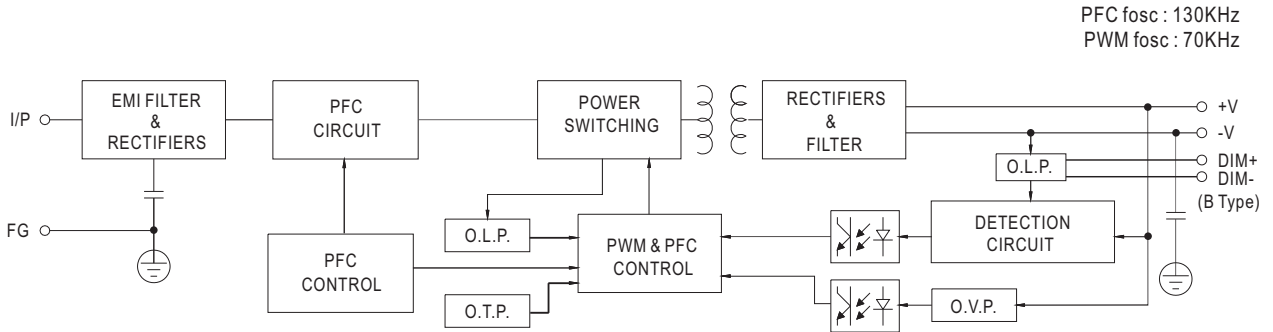 PFC fosc : 130KHz
PWM fosc : 70KHz
I/P
EMI FILTER
&
RECTIFIERS
PFC
CIRCUIT
POWER
SWITCHING
RECTIFIERS
&
FILTER
+V
-V
O.L.P.
DIM+
DIM-
(B Type)
FG
O.L.P.
DETECTION
CIRCUIT
PFC
CONTROL
PWM & PFC
CONTROL
O.T.P.
O.V.P.